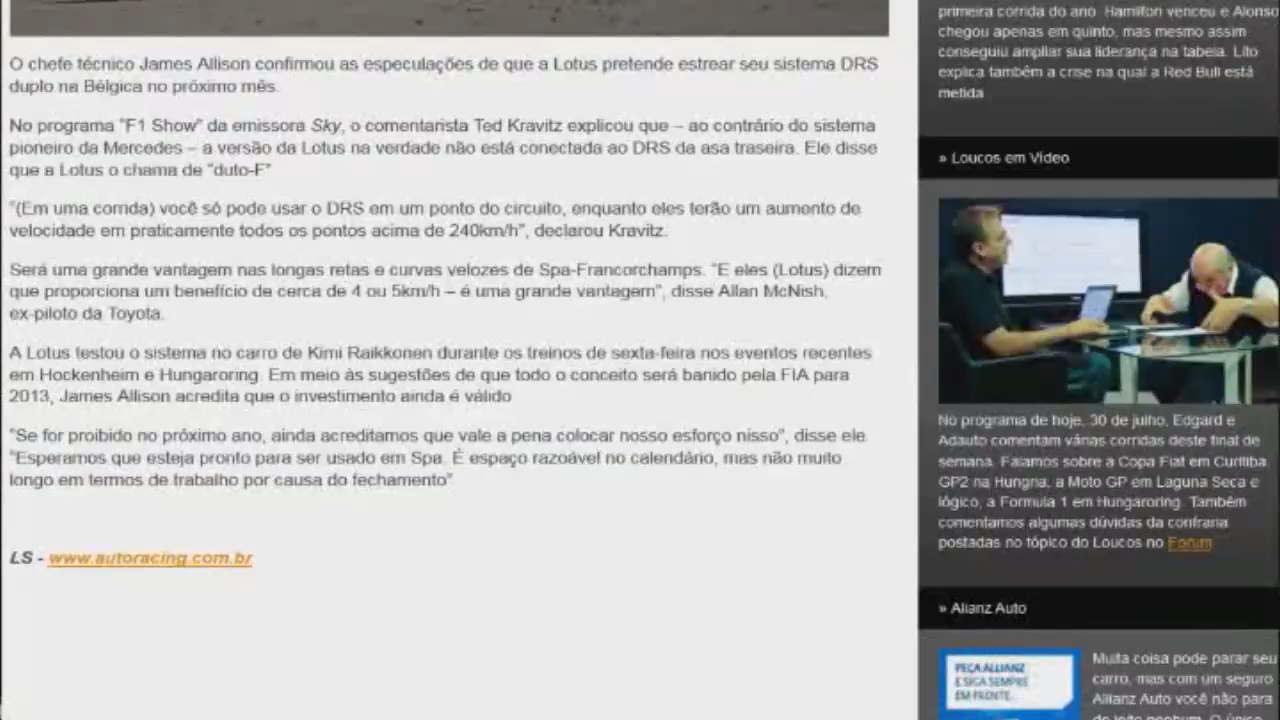 O chefe técnico James Allison confirmou as especulações de que a Lotus pretende estrear seu sistema DRS
duplo na Bélgica no próximo mês.
No programa "F1 Show" da emissora Sky, o comentarista Ted Kravitz explicou que – ao contrário do sistema
pioneiro da Mercedes – a versão da Lotus na verdade não está conectada ao DRS da asa traseira. Ele disse
que a Lotus o chama de "duto-F"
"(Em uma corrida) você só pode usar o DRS em um ponto do circuito, enquanto eles terão um aumento de
velocidade em praticamente todos os pontos acima de 240km/h", declarou Kravitz.
Será uma grande vantagem nas longas retas e curvas velozes de Spa-Francorchamps. "E eles (Lotus) dizem
que proporciona um benefício de cerca de 4 ou 5km/h – é uma grande vantagem", disse Allan McNish,
ex-piloto da Toyota.
A Lotus testou o sistema no carro de Kimi Raikkonen durante os treinos de sexta-feira nos eventos recentes
em Hockenheim e Hungaroring. Em meio às sugestões de que todo o conceito será banido pela FIA para
2013, James Allison acredita que o investimento ainda é válido
"Se for proibido no próximo ano, ainda acreditamos que vale a pena colocar nosso esforço nisso", disse ele.
"Esperamos que esteja pronto para ser usado em Spa. É espaço razoável no calendário, mas não muito
longo em termos de trabalho por causa do fechamento"
LS - www.autoracing.com.br
primeira corrida do ano. Hamilton venceu e Alonso
chegou apenas em quinto, mas mesmo assim
conseguiu ampliar sua liderança na tabela. Lito
explica também a crise na qual a Red Bull está
metida
» Loucos em Vídeo
No programa de hoje, 30 de julho, Edgard e
Adauto comentam várias corridas deste final de
semana. Falamos sobre a Copa Fiat em Curitiba,
GP2 na Hungria, a Moto GP em Laguna Seca e
lógico, a Formula 1 em Hungaroring. Também
comentamos algumas dúvidas da confraria
postadas no tópico do Loucos no Forum
» Alianz Auto
PEÇA ALLIANZ
E SIGA SEMPRE
EM FRENTE.
Muita coisa pode parar seu
carro, mas com um seguro
Allianz Auto você não para
de jeito nenhum. O único